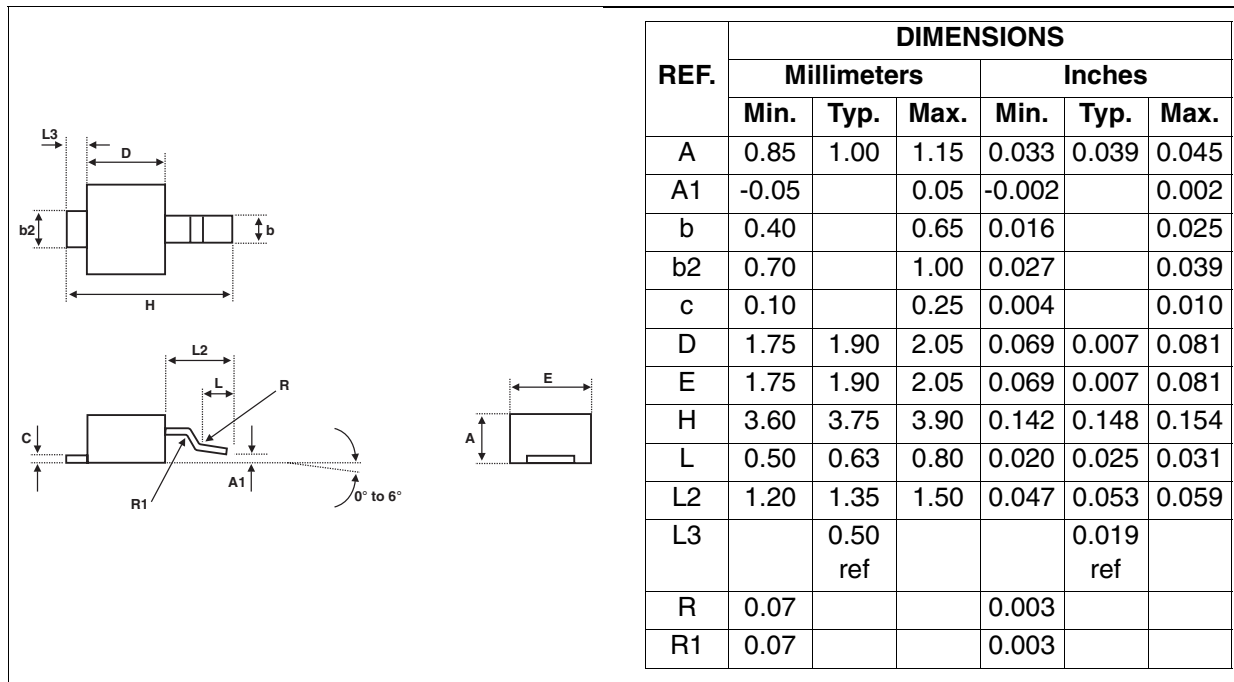 L3
D
b2
b
H
L2
L
R
C
A1
R1
0° to 6°
E
A
DIMENSIONS
REF. Millimeters Inches
Min. Typ. Max. Min. Typ. Max.
A 0.85 1.00 1.15 0.033 0.039 0.045
A1 -0.05 0.05 -0.002 0.002
b 0.40 0.65 0.016 0.025
b2 0.70 1.00 0.027 0.039
c 0.10 0.25 0.004 0.010
D 1.75 1.90 2.05 0.069 0.007 0.081
E 1.75 1.90 2.05 0.069 0.007 0.081
H 3.60 3.75 3.90 0.142 0.148 0.154
L 0.50 0.63 0.80 0.020 0.025 0.031
L2 1.20 1.35 1.50 0.047 0.053 0.059
L3 0.50 0.019
ref ref
R 0.07 0.003
R1 0.07 0.003